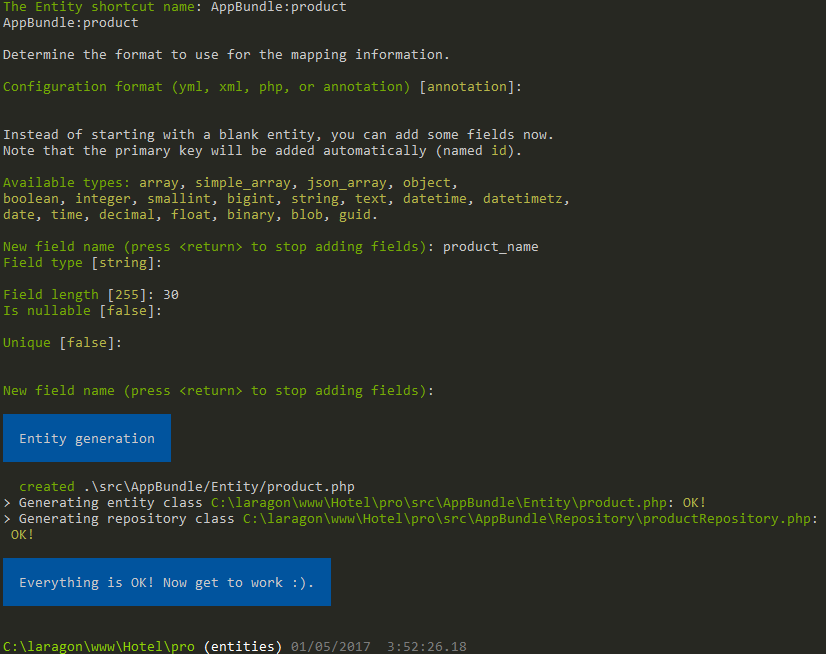 The Entity shortcut name: AppBundle:product
AppBundle:product
Determine the format to use for the mapping information.
Configuration format (yml, xml, php, or annotation) [annotation]:
Instead of starting with a blank entity, you can add some fields now.
Note that the primary key will be added automatically (named id).
Available types: array, simple_array, json_array, object,
boolean, integer, smallint, bigint, string, text, datetime, datetimetz,
date, time, decimal, float, binary, blob, guid.
New field name (press <return> to stop adding fields): product_name
Field type [string]:
Field length [255]: 30
Is nullable [false]:
Unique [false]:
New field name (press <return> to stop adding fields):
Entity generation
created .\src\AppBundle/Entity/product.php
> Generating entity class C:\laragon\www\Hotel\pro\src\AppBundle\Entity\product.php: OK!
> Generating repository class C:\laragon\www\Hotel\pro\src\AppBundle\Repository\productRepository.php:
OK!
Everything is OK! Now get to work :).
C:\laragon\www\Hotel\pro (entities) 01/05/2017  3:52:26.18